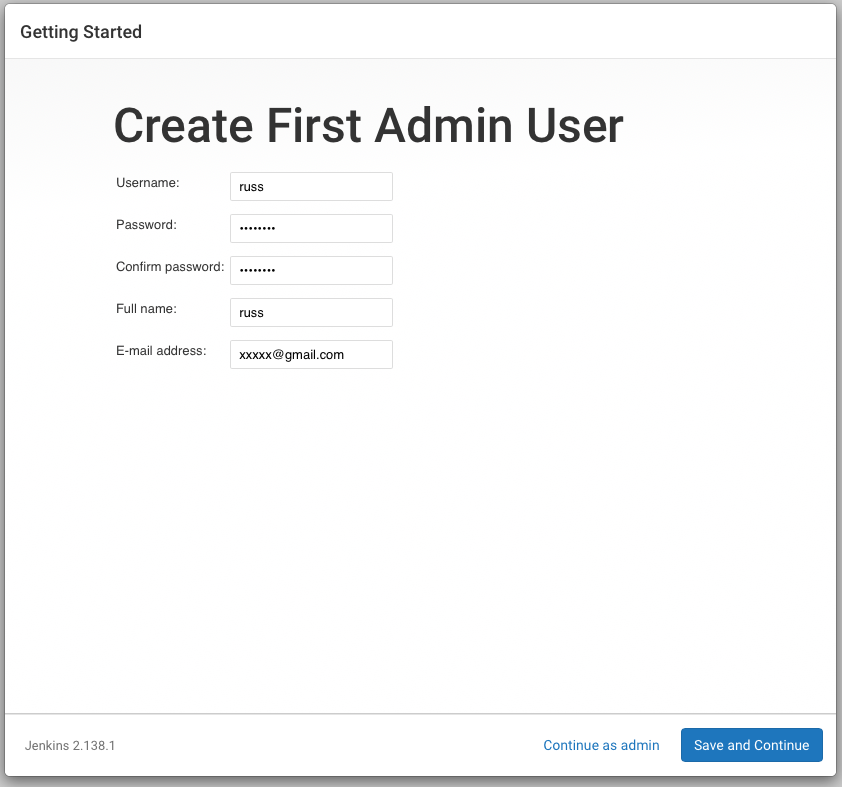 Getting Started
Create First Admin User
Username: russ
Password: ••••••••
Confirm password: ••••••••
Full name: russ
E-mail address: xxxxx@gmail.com
Jenkins 2.138.1 Continue as admin Save and Continue